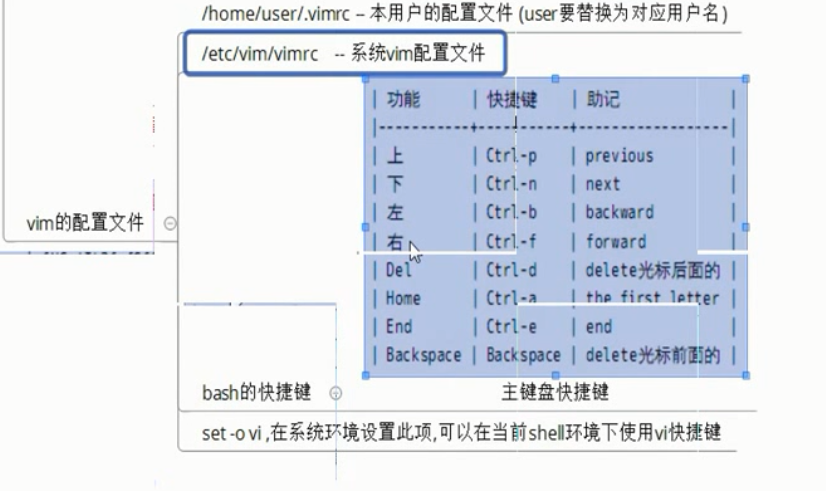 /home/user/.vimrc -- 本用户的配置文件 (user要替换为对应用户名)
/etc/vim/vimrc -- 系统vim配置文件
| 功能 | 快捷键 | 助记 |
|----------+----------+-----------------|
| 上 | Ctrl-p | previous |
| 下 | Ctrl-n | next |
| 左 | Ctrl-b | backward |
vim的配置文件
| 右 | Ctrl-f | forward |
| Del | Ctrl-d | delete光标后面的 |
| Home | Ctrl-a | the first letter |
| End | Ctrl-e | end |
| Backspace | Backspace | delete光标前面的 |
bash的快捷键
主键盘快捷键
set -o vi ,在系统环境设置此项,可以在当前shell环境下使用vi快捷键